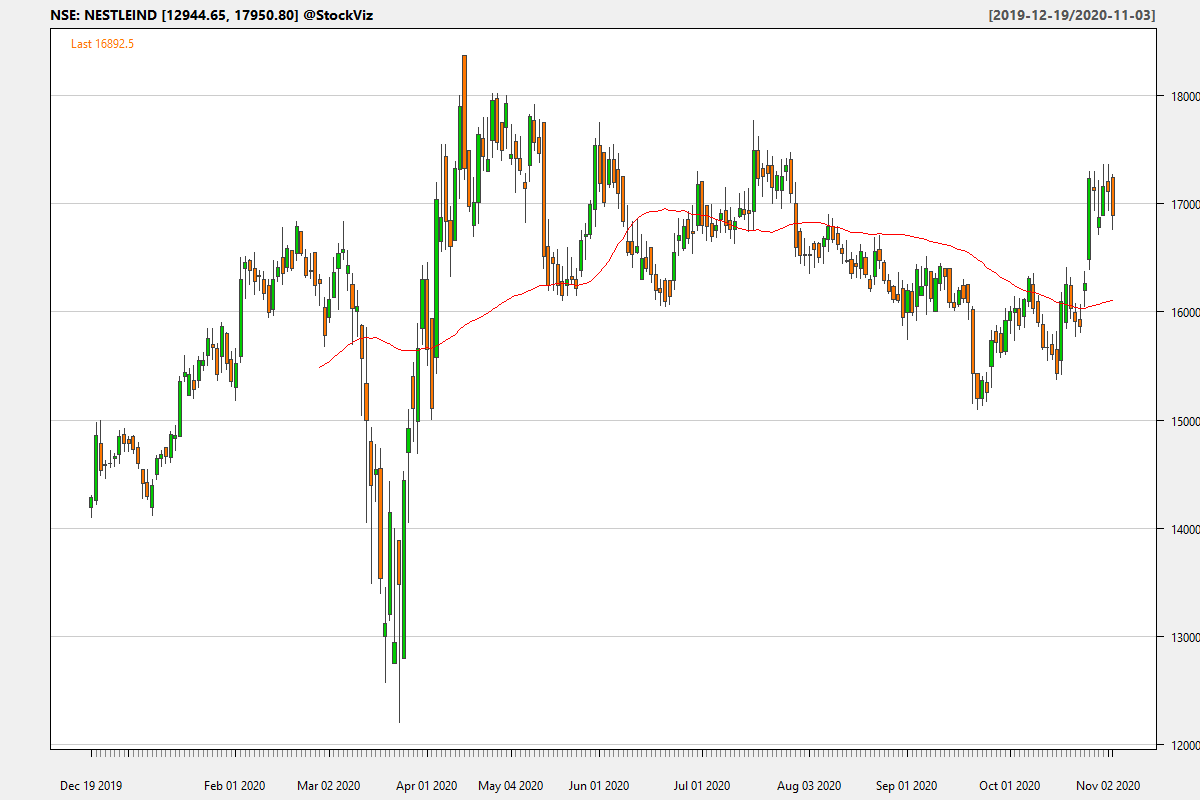 NSE: NESTLEIND [12944.65, 17950.80] @StockViz
[2019-12-19/2020-11-03]
Last 16892.5
18000
17000
16000
15000
14000
13000
12000
Dec 19 2019
Feb 01 2020
Mar 02 2020
Apr 01 2020
May 04 2020
Jun 01 2020
Jul 01 2020
Aug 03 2020
Sep 01 2020
Oct 01 2020
Nov 02 2020